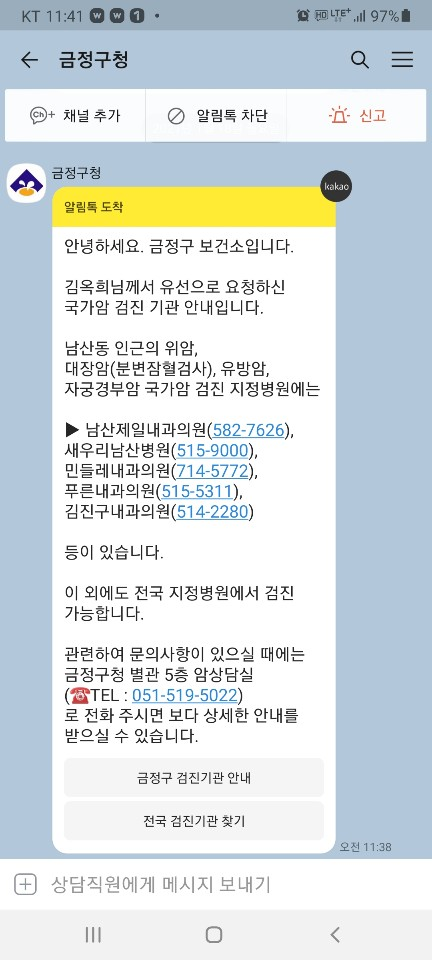 KT 11:41 W W 1 •
HD LTE+ 97%
금정구청
Ch+ 채널 추가
알림톡 차단
신고
금정구청
kakao
알림톡 도착
안녕하세요. 금정구 보건소입니다.
김옥희님께서 유선으로 요청하신
국가암 검진 기관 안내입니다.
남산동 인근의 위암,
대장암(분변잠혈검사), 유방암,
자궁경부암 국가암 검진 지정병원에는
▶ 남산제일내과의원(582-7626),
새우리남산병원(515-9000),
민들레내과의원(714-5772),
푸른내과의원(515-5311),
김진구내과의원(514-2280)
등이 있습니다.
이 외에도 전국 지정병원에서 검진
가능합니다.
관련하여 문의사항이 있으실 때에는
금정구청 별관 5층 암상담실
(☎TEL : 051-519-5022)
로 전화 주시면 보다 상세한 안내를
받으실 수 있습니다.
금정구 검진기관 안내
전국 검진기관 찾기
오전 11:38
상담직원에게 메시지 보내기